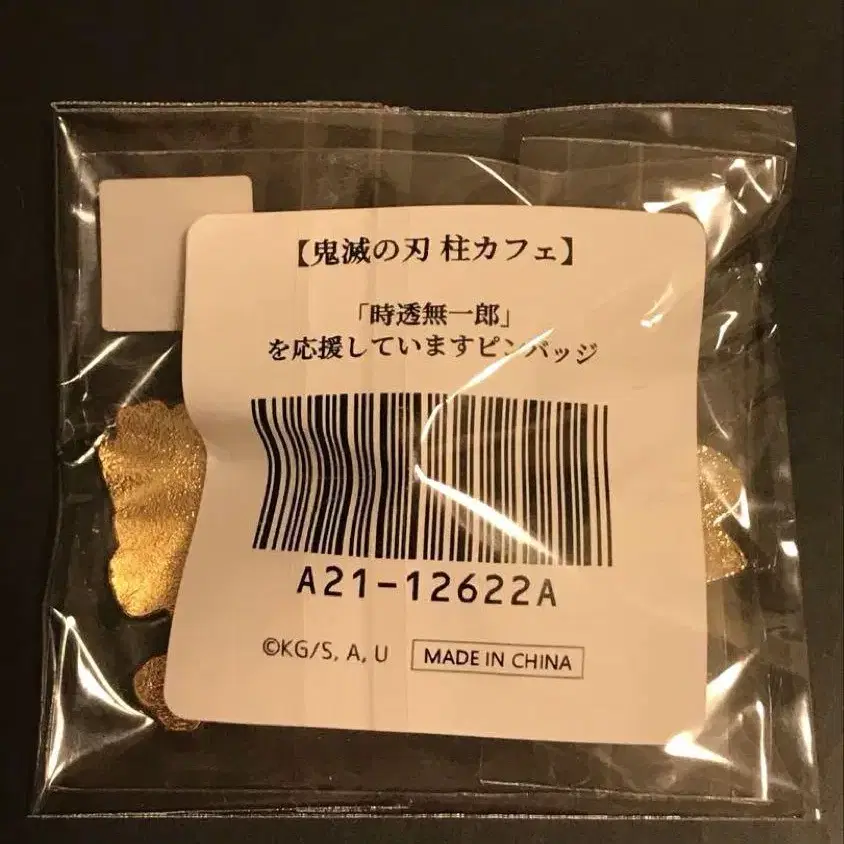 【鬼滅の刃 柱カフェ】
「時透無一郎」
を応援していますピンバッジ
A21-12622A
©KG/S, A, U
MADE IN CHINA